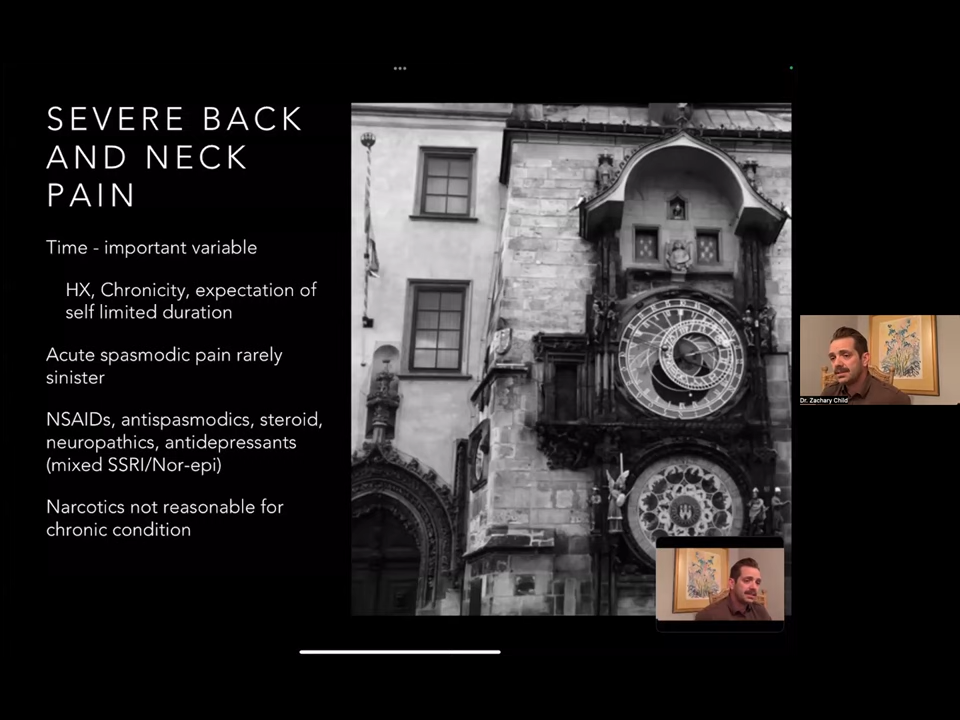 SEVERE BACK
AND NECK
PAIN
Time - important variable
HX, Chronicity, expectation of
self limited duration
Acute spasmodic pain rarely
sinister
NSAIDs, antispasmodics, steroid,
neuropathics, antidepressants
(mixed SSRI/Nor-epi)
Narcotics not reasonable for
chronic condition
Dr. Zachary Child